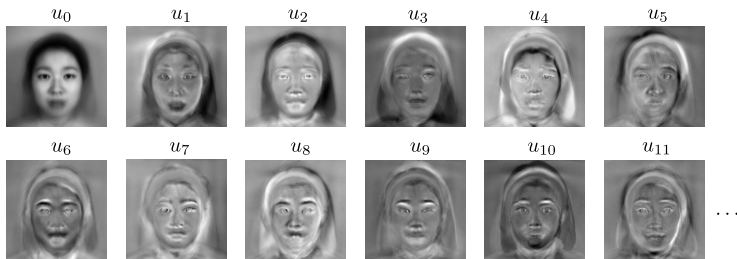 u₀ u₁ u₂ u₃ u₄ u₅
u₆ u₇ u₈ u₉ u₁₀ u₁₁
...